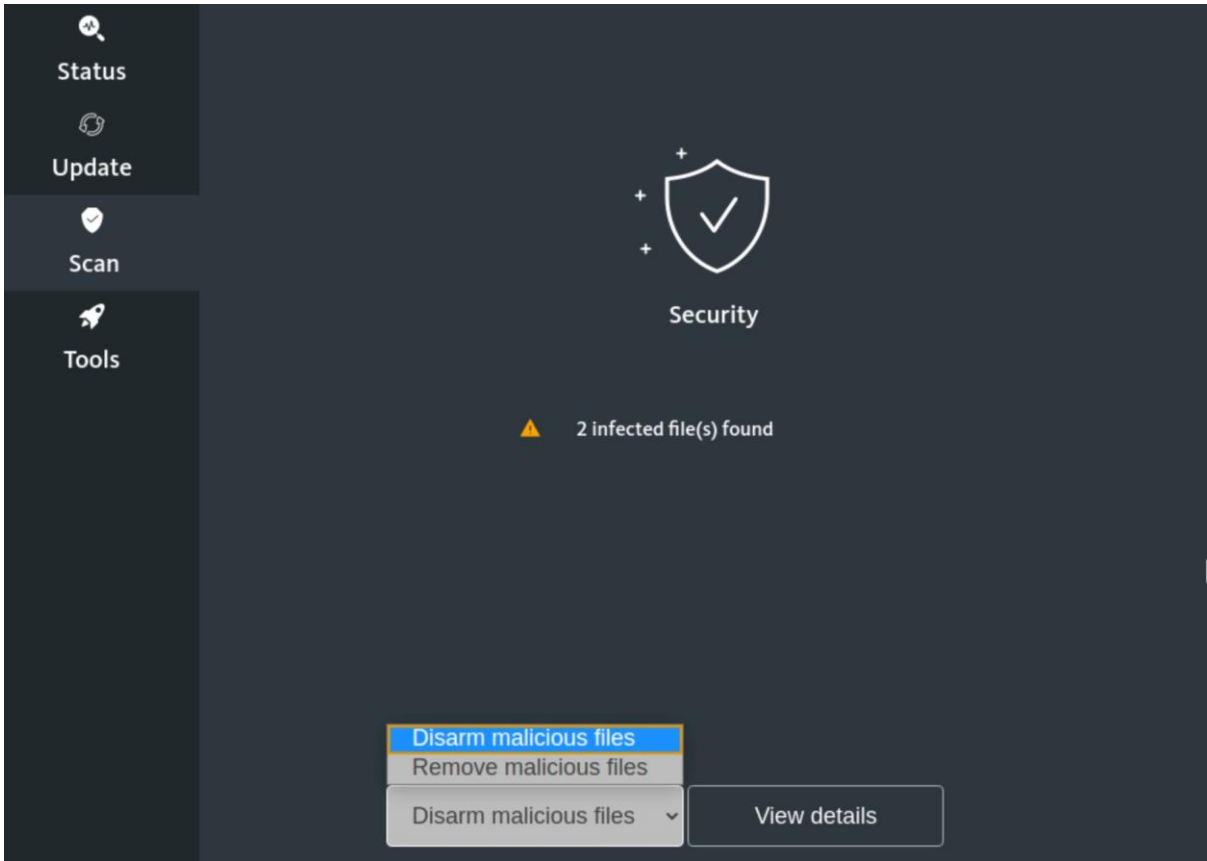 Status
Update
Scan
Tools
Security
2 infected file(s) found
Disarm malicious files
Remove malicious files
Disarm malicious files
View details